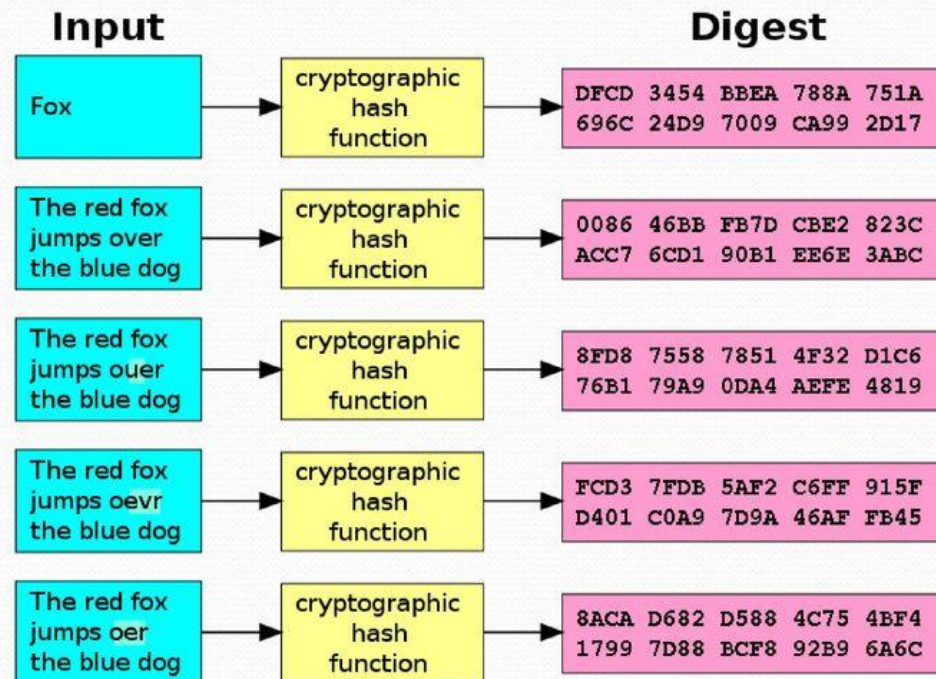 Input
Digest
Fox
cryptographic
hash
function
DFCD 3454 BBEA 788A 751A
696C 24D9 7009 CA99 2D17
The red fox
jumps over
the blue dog
cryptographic
hash
function
0086 46BB FB7D CBE2 823C
ACC7 6CD1 90B1 EE6E 3ABC
The red fox
jumps ouer
the blue dog
cryptographic
hash
function
8FD8 7558 7851 4F32 D1C6
76B1 79A9 0DA4 AEFE 4819
The red fox
jumps oevr
the blue dog
cryptographic
hash
function
FCD3 7FDB 5AF2 C6FF 915F
D401 C0A9 7D9A 46AF FB45
The red fox
jumps oer
the blue dog
cryptographic
hash
function
8ACA D682 D588 4C75 4BF4
1799 7D88 BCF8 92B9 6A6C